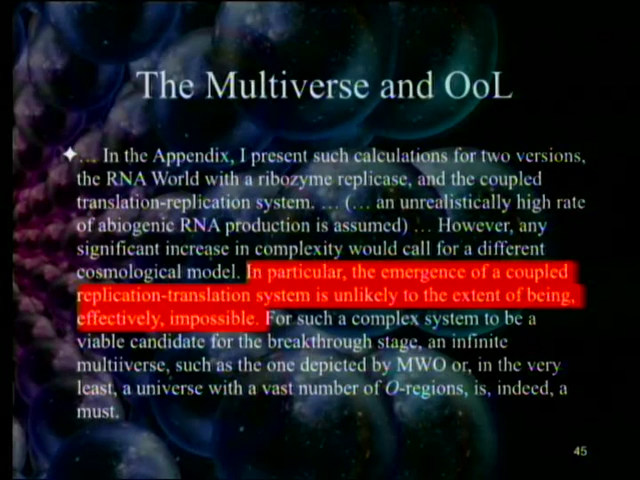 The Multiverse and OoL
… In the Appendix, I present such calculations for two versions,
the RNA World with a ribozyme replicase, and the coupled
translation-replication system. … (… an unrealistically high rate
of abiogenic RNA production is assumed) … However, any
significant increase in complexity would call for a different
cosmological model. In particular, the emergence of a coupled
replication-translation system is unlikely to the extent of being,
effectively, impossible. For such a complex system to be a
viable candidate for the breakthrough stage, an infinite
multiiverse, such as the one depicted by MWO or, in the very
least, a universe with a vast number of O-regions, is, indeed, a
must.
45